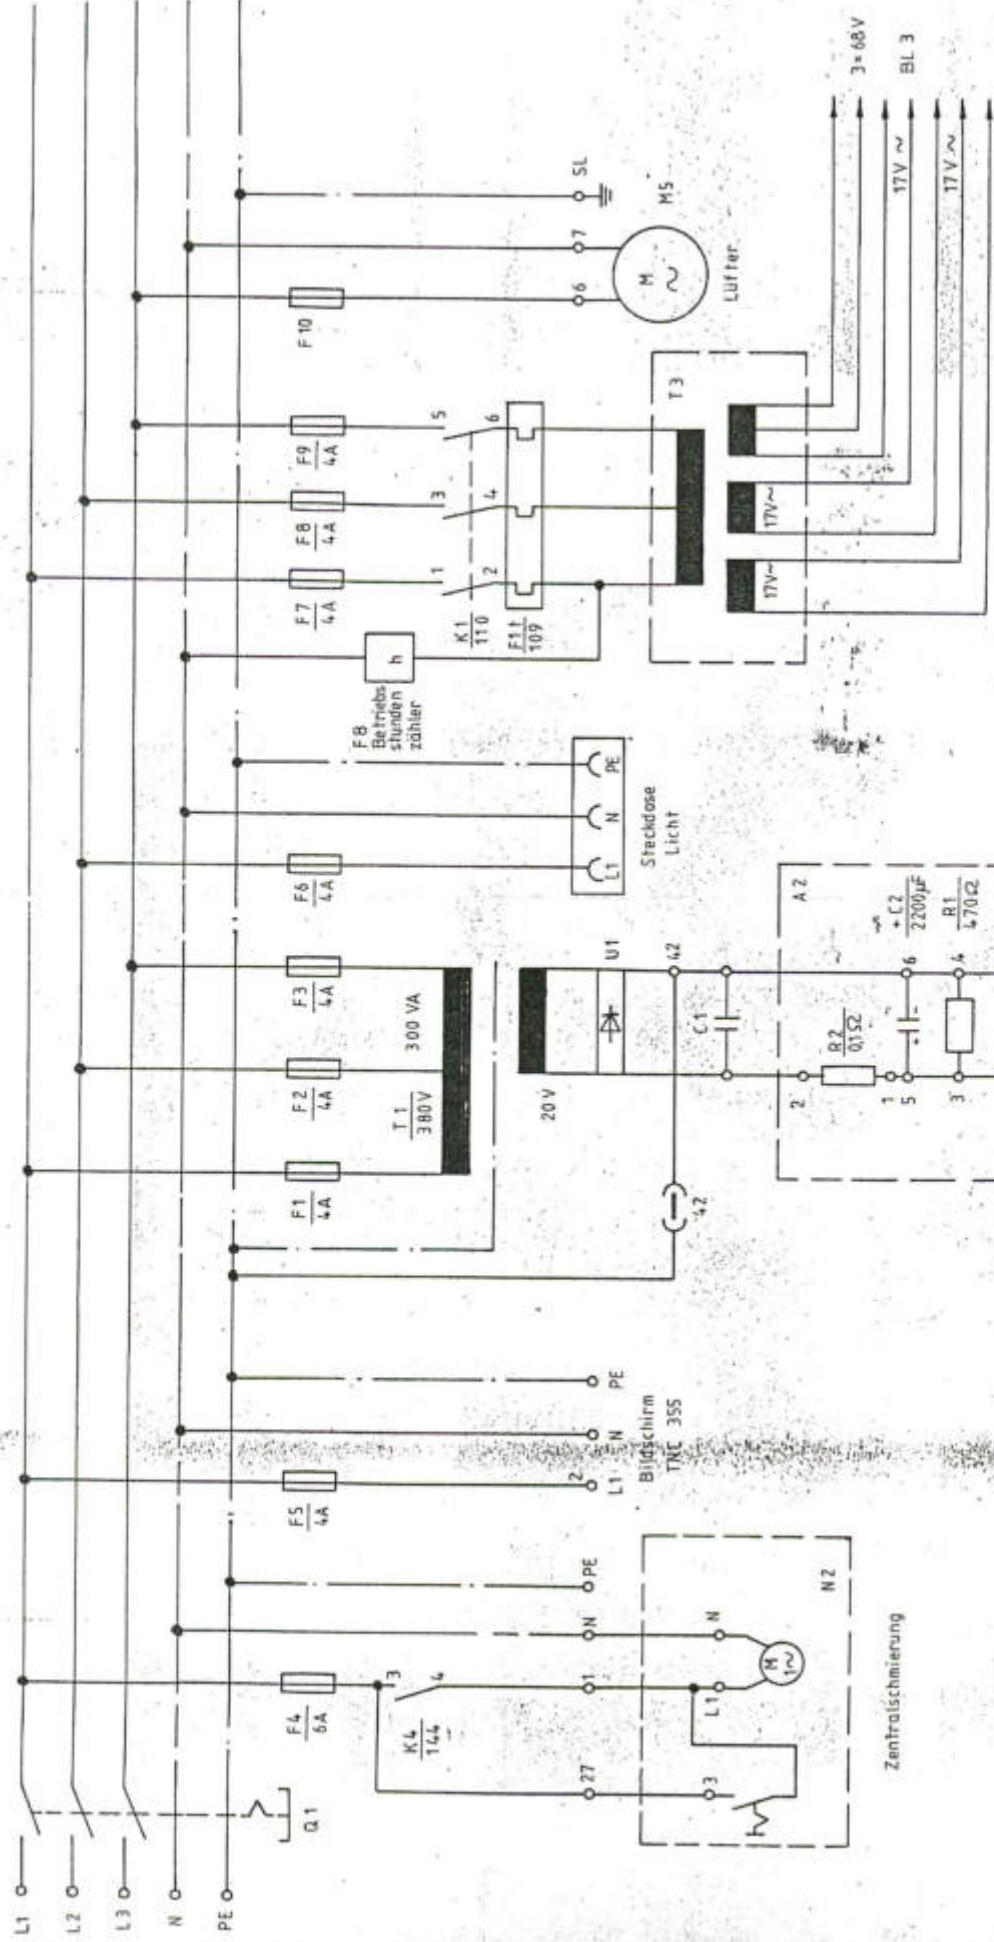 L1
L2
L3
N
PE
Q1
F4
6A
3
4
K4
144
27
1
N
PE
3
L1
N
M
1~
N2
Zentralschmierung
F5
4A
2
L1
N
PE
Bildschirm
TNC 355
F1
4A
F2
4A
F3
4A
T1
380V
300 VA
20V
U1
42
42
C1
A2
2
R2
0,1Ω
1
5
3
+
-
6
4
+C2
2200µF
R1
470Ω
F6
4A
L1
N
PE
Steckdose
Licht
F8
Betriebs
stunden
zähler
h
F7
4A
F8
4A
F9
4A
1
3
5
2
4
6
K1
110
F11
109
T3
17V~
17V~
F10
6
7
SL
M
~
M5
Lüfter
3×68V
BL 3
17V ~
17V ~